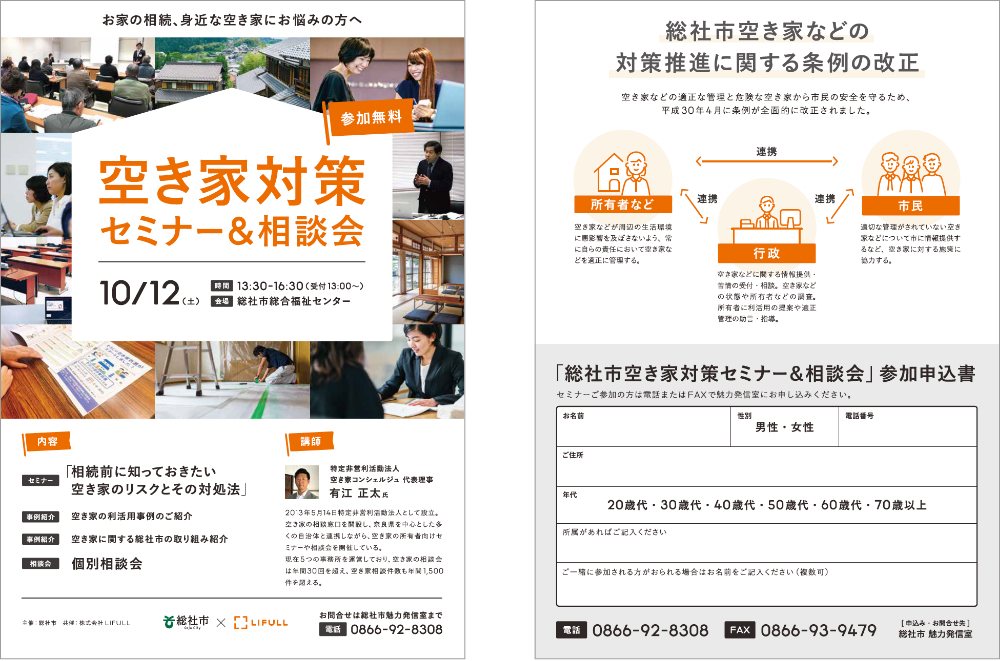 お家の相続、身近な空き家にお悩みの方へ
参加無料
空き家対策
セミナー&相談会
10/12(土)
時間 13:30-16:30(受付13:00〜)
会場 総社市総合福祉センター
内容
セミナー 「相続前に知っておきたい
空き家のリスクとその対処法」
事例紹介 空き家の利活用事例のご紹介
事例紹介 空き家に関する総社市の取り組み紹介
相談会 個別相談会
講師
特定非営利活動法人
空き家コンシェルジュ 代表理事
有江 正太 氏
2013年5月14日特定非営利活動法人として設立。
空き家の相談窓口を開設し、奈良県を中心とした多
くの自治体と連携しながら、空き家の所有者向けセ
ミナーや相談会を開催している。
現在5つの事務所を運営しており、空き家の相談会
は年間30回を超え、空き家相談件数も年間1,500
件を超える。
主催:総社市 共催:株式会社LIFULL
総社市
×
LIFULL
お問合せは総社市魅力発信室まで
電話 0866-92-8308
総社市空き家などの
対策推進に関する条例の改正
空き家などの適正な管理と危険な空き家から市民の安全を守るため、
平成30年4月に条例が全面的に改正されました。
連携
連携
連携
所有者など
空き家などが周辺の生活環境
に悪影響を及ぼさないよう、常
に自らの責任において空き家な
どを適正に管理する。
行政
空き家などに関する情報提供・
苦情の受付・相談。空き家など
の状態や所有者などの調査。
所有者に利活用の提案や適正
管理の助言・指導。
市民
適切な管理がされていない空き
家などについて市に情報提供す
るなど、空き家に対する施策に
協力する。
「総社市空き家対策セミナー&相談会」参加申込書
セミナーご参加の方は電話またはFAXで魅力発信室にお申し込みください。
お名前
性別
男性・女性
電話番号
ご住所
年代
20歳代・30歳代・40歳代・50歳代・60歳代・70歳以上
所属があればご記入ください
ご一緒に参加される方がおられる場合はお名前をご記入ください(複数可)
電話 0866-92-8308
FAX 0866-93-9479
[申込み・お問合せ先]
総社市 魅力発信室